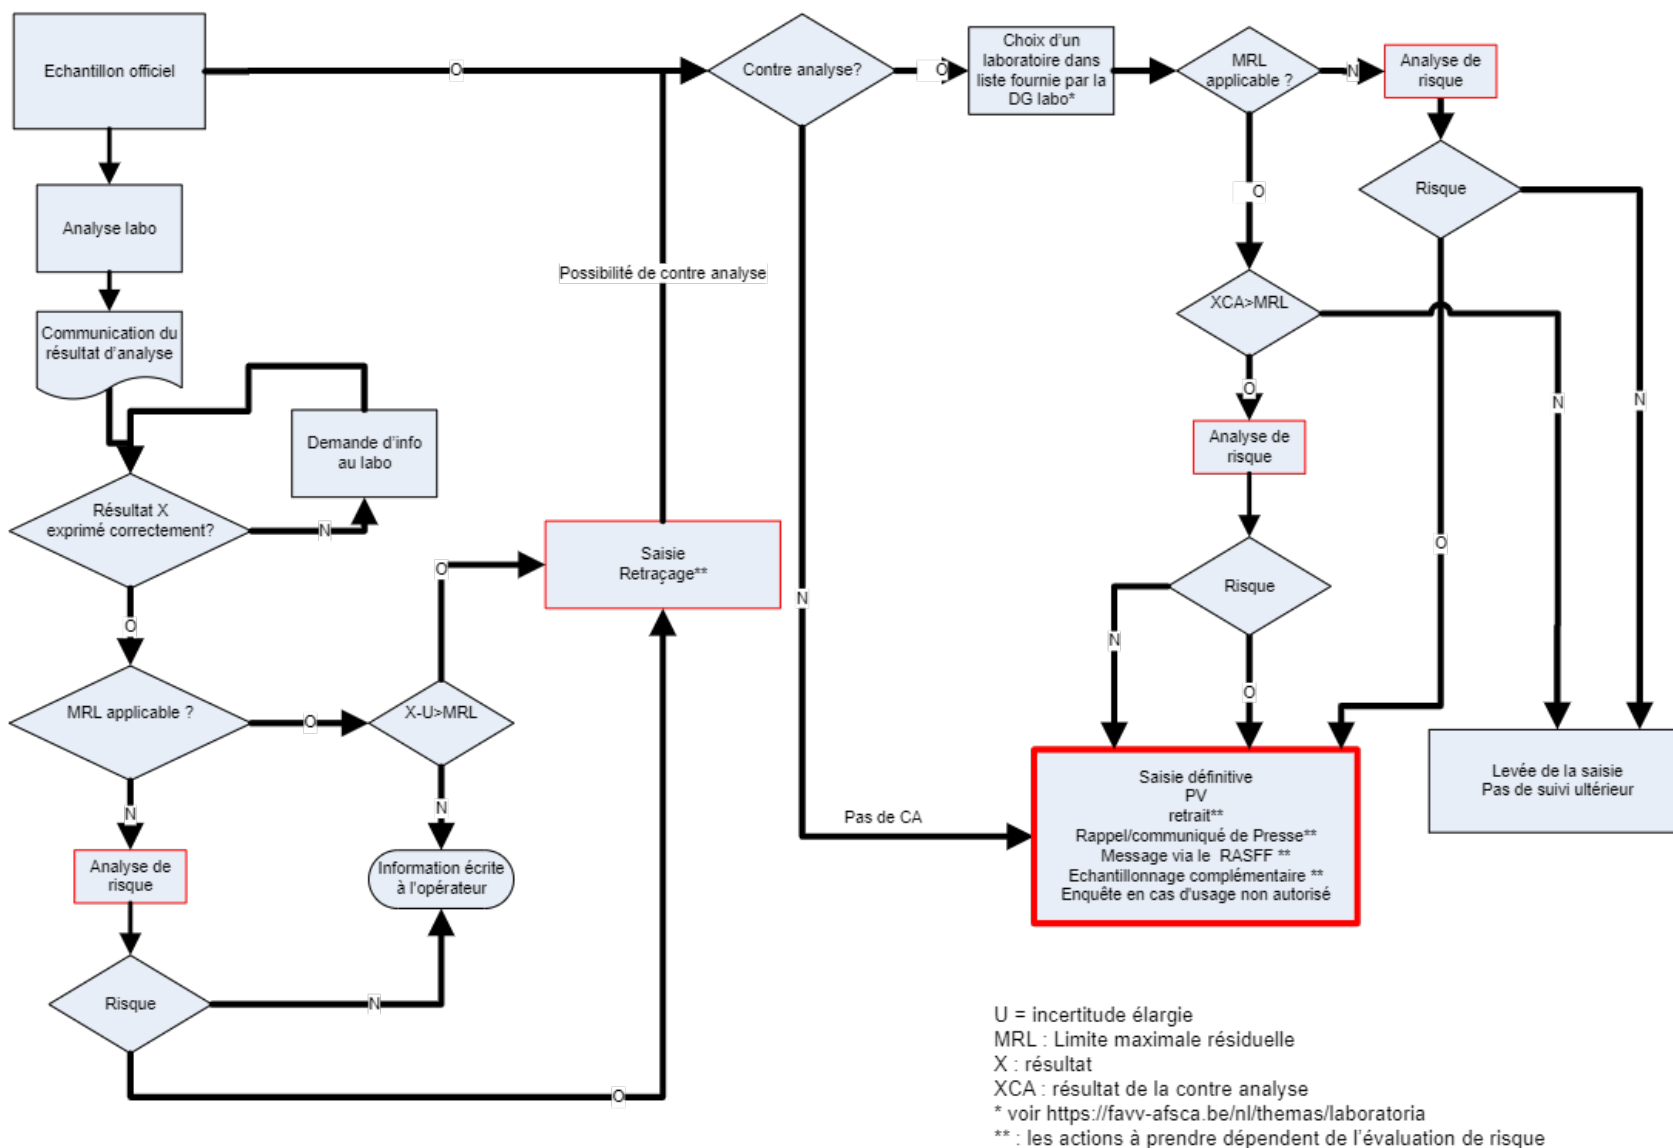 Echantillon officiel
O
Contre analyse?
O
Choix d'un
laboratoire dans
liste fournie par la
DG labo*
MRL
applicable ?
N
Analyse de
risque
Analyse labo
O
Risque
Possibilité de contre analyse
XCA>MRL
Communication du
résultat d'analyse
O
N
N
Demande d'info
au labo
Analyse de
risque
Résultat X
exprimé correctement?
N
O
Saisie
Retraçage**
O
N
Risque
O
N
O
MRL applicable ?
O
X-U>MRL
N
N
Analyse de
risque
Information écrite
à l'opérateur
Pas de CA
Saisie définitive
PV
retrait**
Rappel/communiqué de Presse**
Message via le RASFF **
Echantillonnage complémentaire **
Enquête en cas d'usage non autorisé
Levée de la saisie
Pas de suivi ultérieur
Risque
N
O
U = incertitude élargie
MRL : Limite maximale résiduelle
X : résultat
XCA : résultat de la contre analyse
* voir https://favv-afsca.be/nl/themas/laboratoria
** : les actions à prendre dépendent de l'évaluation de risque